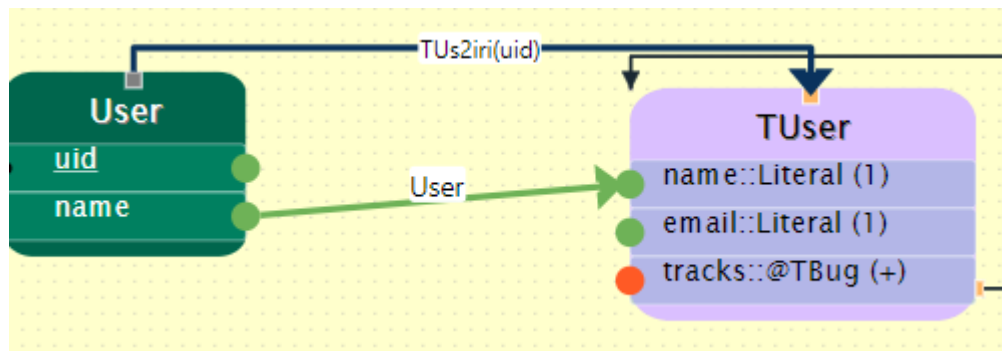 TUs2iri(uid)
User
uid
name
User
TUser
name::Literal (1)
email::Literal (1)
tracks::@TBug (+)